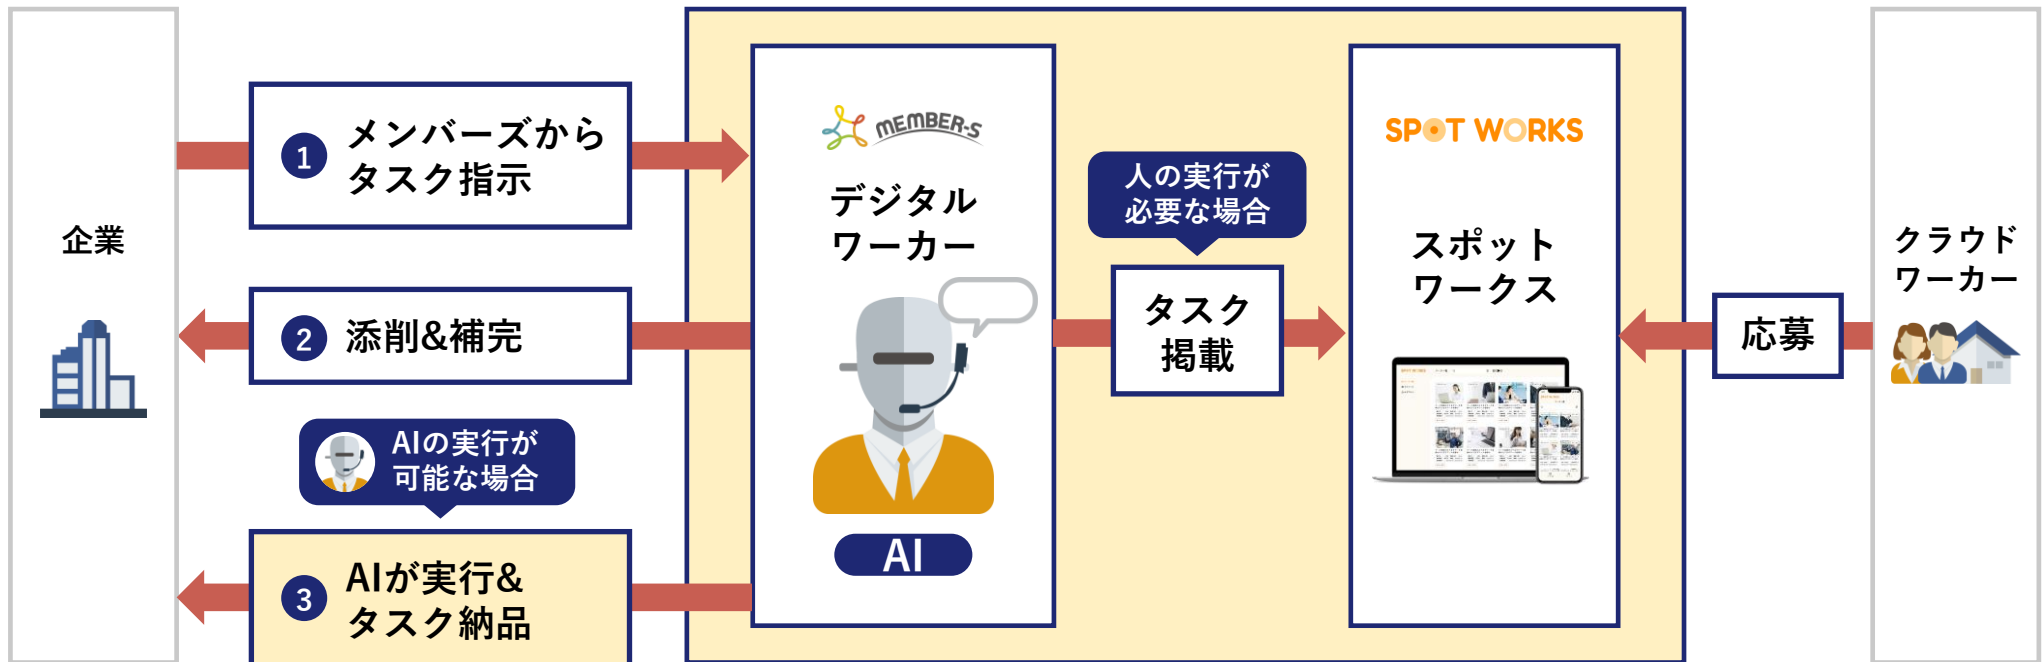 企業
1
メンバーズから
タスク指示
2
添削&補完
AIの実行が
可能な場合
3
AIが実行&
タスク納品
MEMBER-S
デジタル
ワーカー
AI
人の実行が
必要な場合
タスク
掲載
SPOT WORKS
スポット
ワークス
応募
クラウド
ワーカー